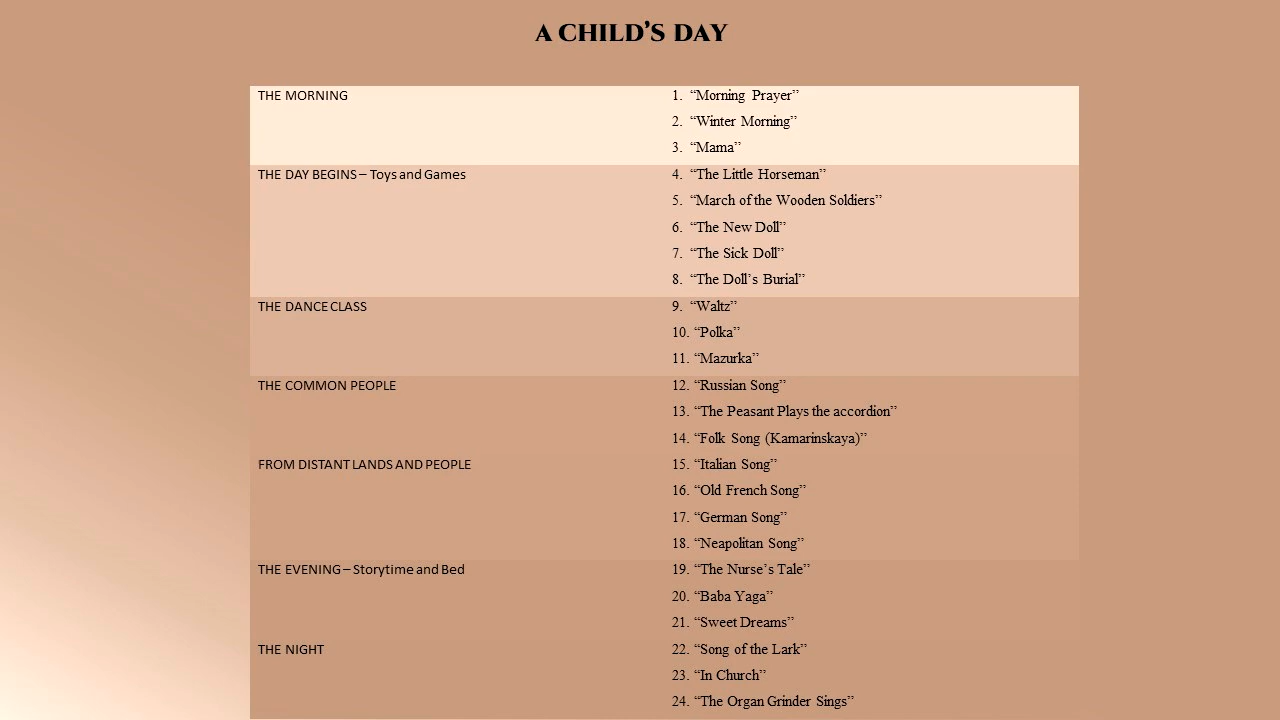 A CHILD’S DAY
THE MORNING
1. “Morning Prayer”
2. “Winter Morning”
3. “Mama”
THE DAY BEGINS – Toys and Games
4. “The Little Horseman”
5. “March of the Wooden Soldiers”
6. “The New Doll”
7. “The Sick Doll”
8. “The Doll’s Burial”
THE DANCE CLASS
9. “Waltz”
10. “Polka”
11. “Mazurka”
THE COMMON PEOPLE
12. “Russian Song”
13. “The Peasant Plays the accordion”
14. “Folk Song (Kamarinskaya)”
FROM DISTANT LANDS AND PEOPLE
15. “Italian Song”
16. “Old French Song”
17. “German Song”
18. “Neapolitan Song”
THE EVENING – Storytime and Bed
19. “The Nurse’s Tale”
20. “Baba Yaga”
21. “Sweet Dreams”
THE NIGHT
22. “Song of the Lark”
23. “In Church”
24. “The Organ Grinder Sings”